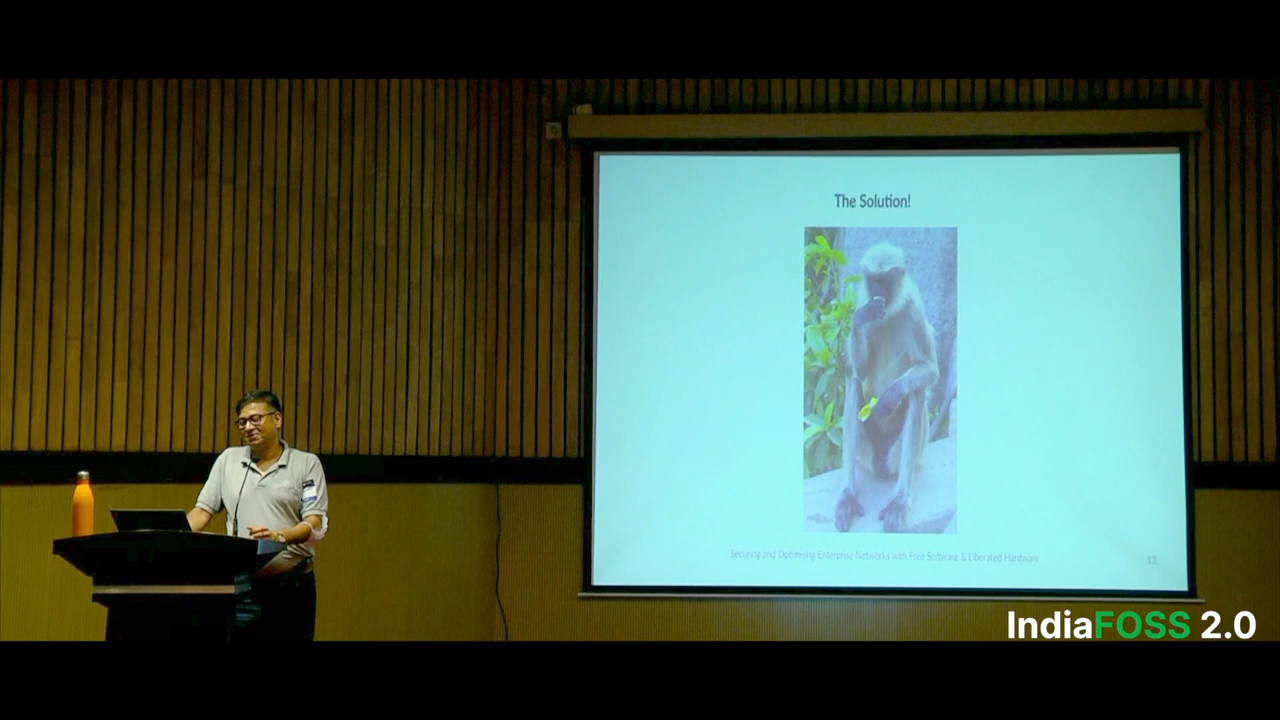 The Solution!
Securing and Optimising Enterprise Networks with Free Software & Liberated Hardware
13
IndiaFOSS 2.0